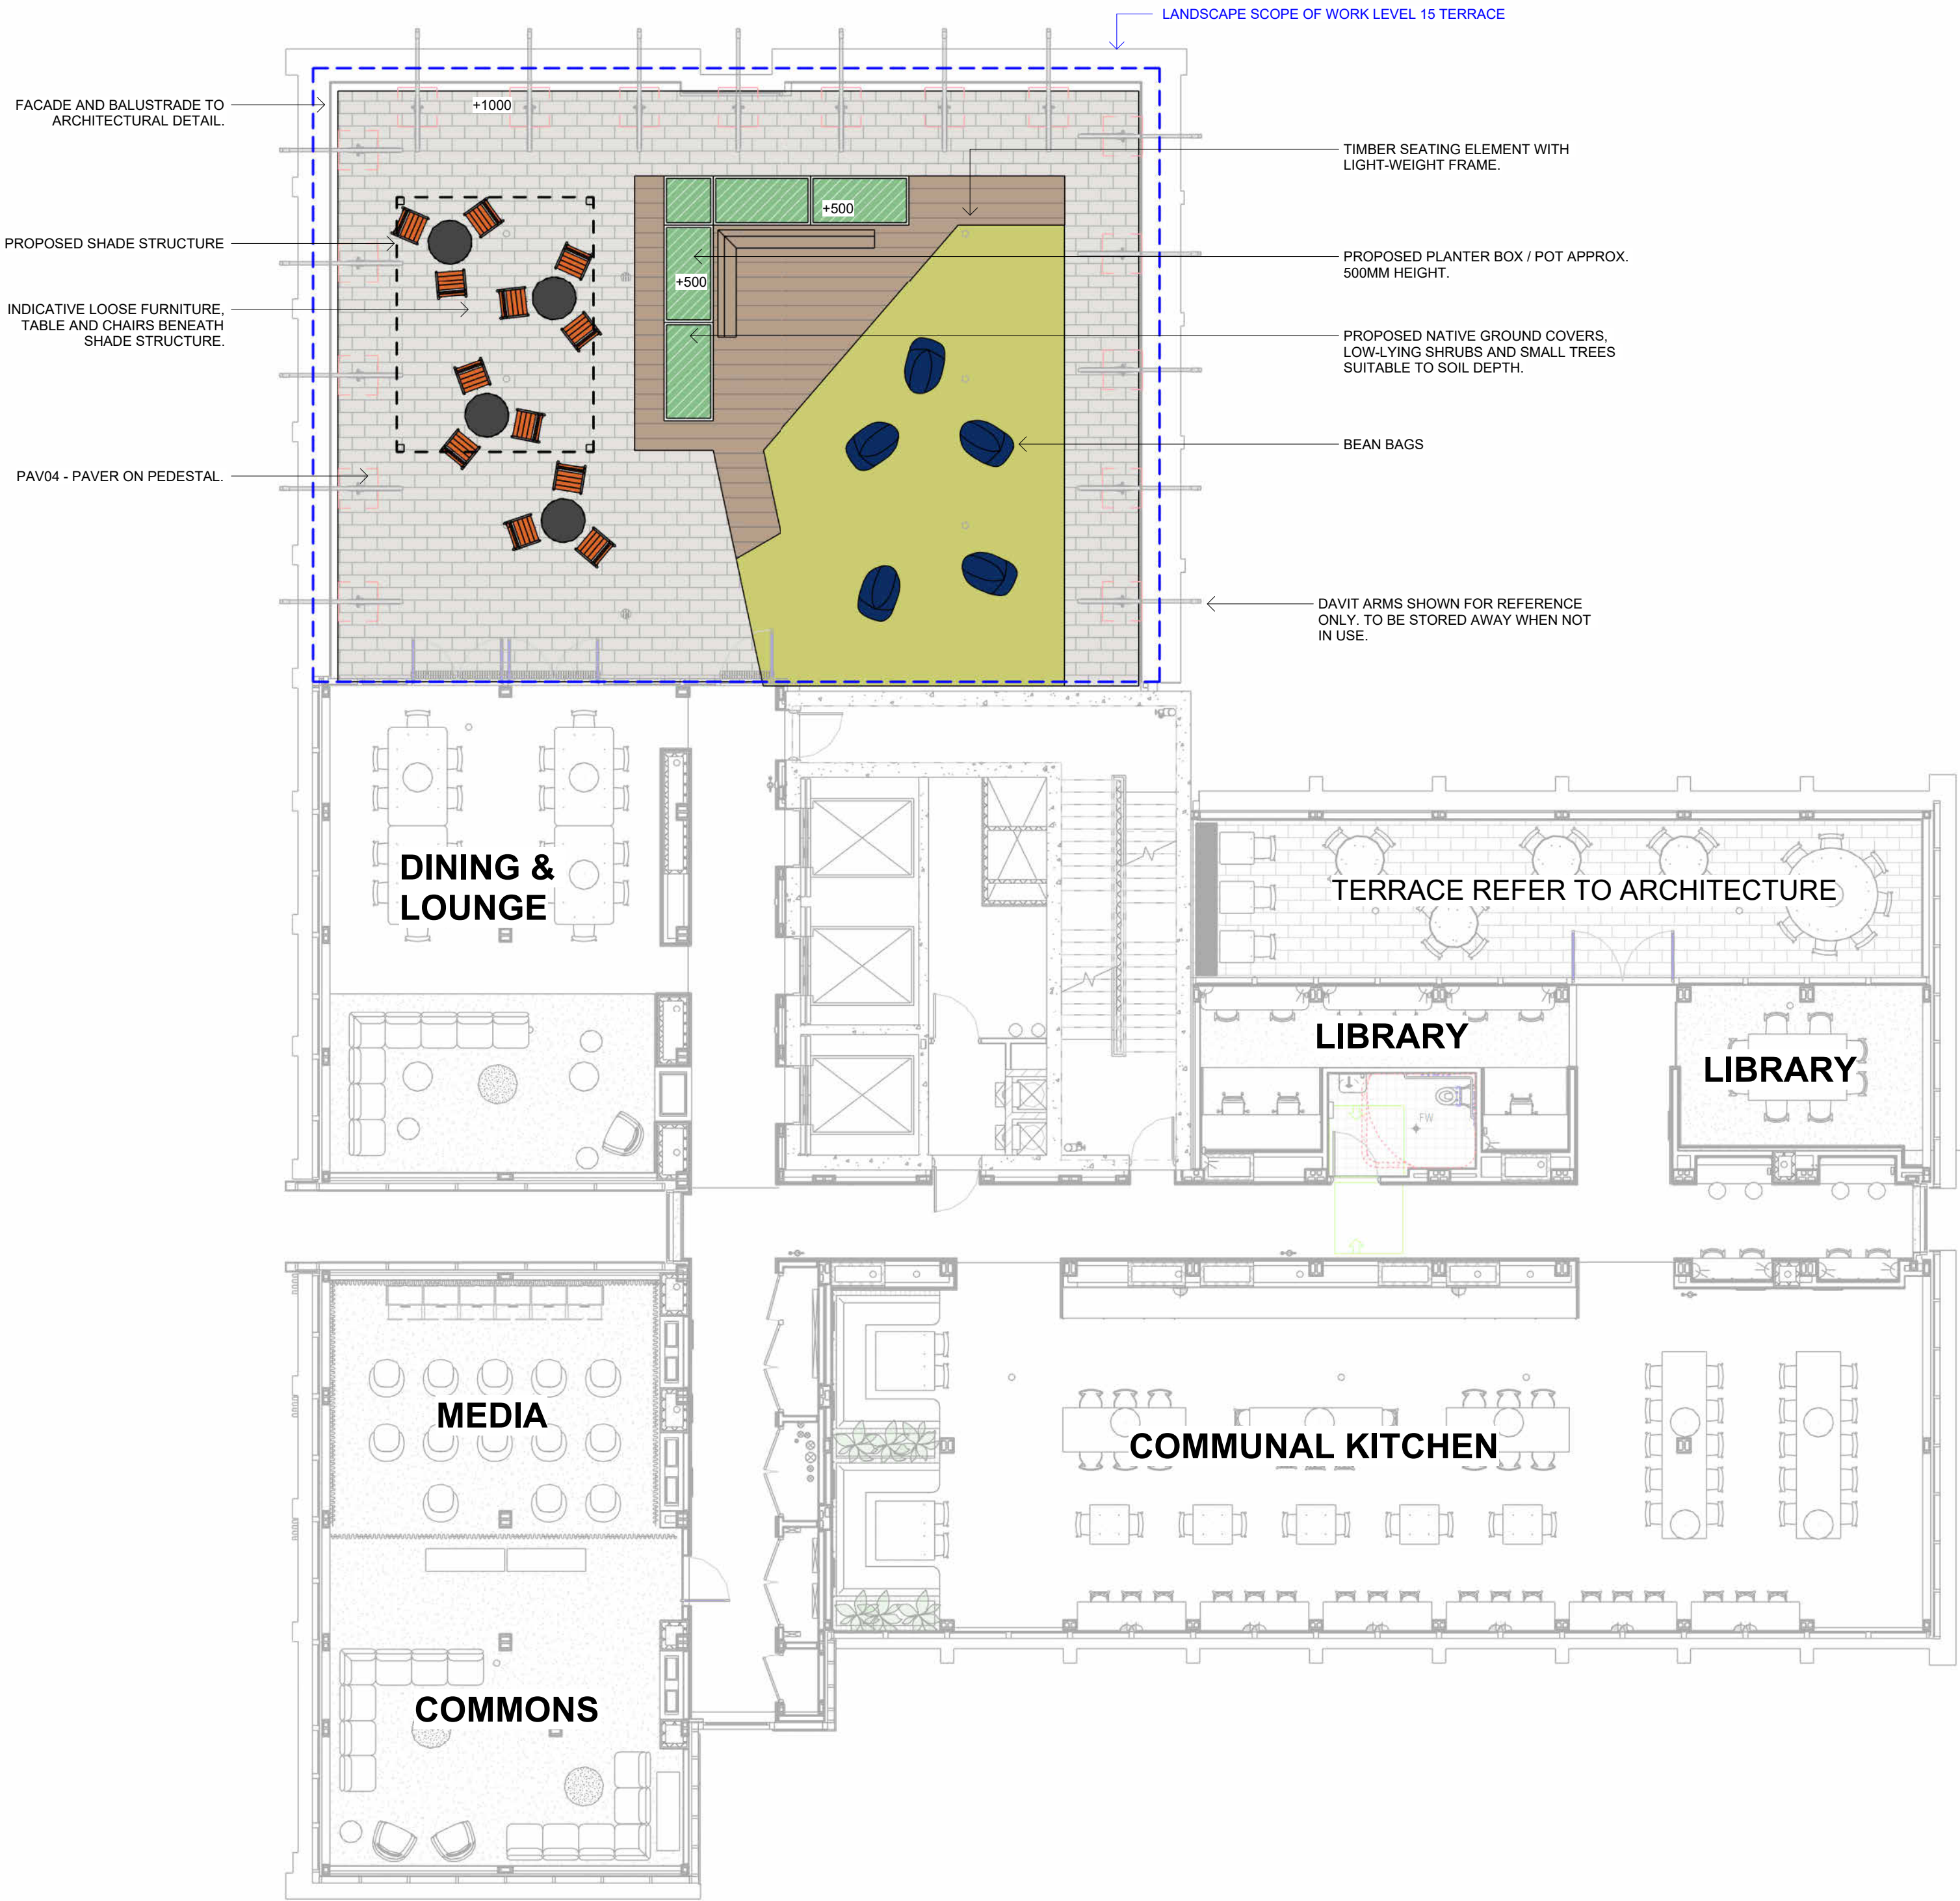 LANDSCAPE SCOPE OF WORK LEVEL 15 TERRACE
FACADE AND BALUSTRADE TO
ARCHITECTURAL DETAIL.
+1000
TIMBER SEATING ELEMENT WITH
LIGHT-WEIGHT FRAME.
+500
PROPOSED SHADE STRUCTURE
PROPOSED PLANTER BOX / POT APPROX.
500MM HEIGHT.
+500
INDICATIVE LOOSE FURNITURE,
TABLE AND CHAIRS BENEATH
SHADE STRUCTURE.
PROPOSED NATIVE GROUND COVERS,
LOW-LYING SHRUBS AND SMALL TREES
SUITABLE TO SOIL DEPTH.
BEAN BAGS
PAV04 - PAVER ON PEDESTAL.
DAVIT ARMS SHOWN FOR REFERENCE
ONLY. TO BE STORED AWAY WHEN NOT
IN USE.
DINING &
LOUNGE
TERRACE REFER TO ARCHITECTURE
LIBRARY
LIBRARY
FW
MEDIA
COMMUNAL KITCHEN
COMMONS